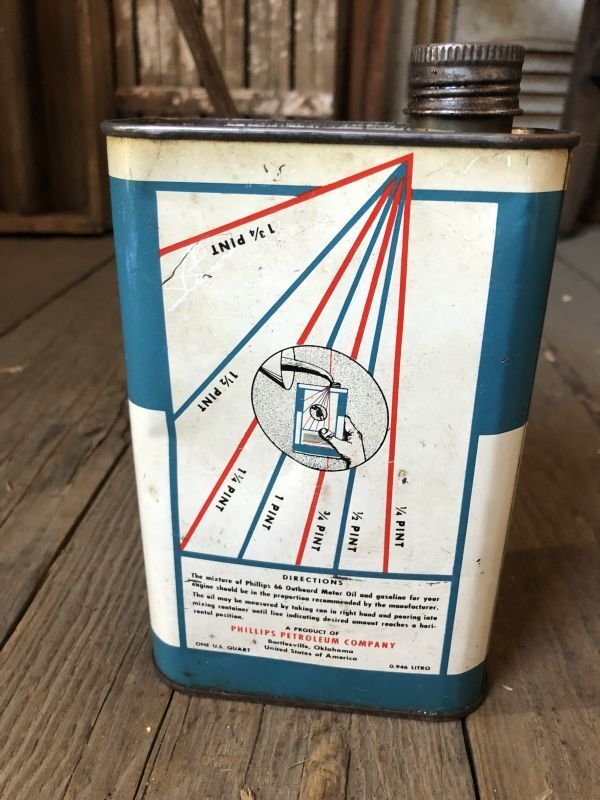 1 3/4 PINT
1 1/2 PINT
1 1/4 PINT
1 PINT
3/4 PINT
1/2 PINT
1/4 PINT
DIRECTIONS
The mixture of Phillips 66 Outboard Motor Oil and gasoline for your
engine should be in the proportion recommended by the manufacturer.
The oil may be measured by taking can in right hand and pouring into
mixing container until line indicating desired amount reaches a hori-
zontal position.
A PRODUCT OF
PHILLIPS PETROLEUM COMPANY
Bartlesville, Oklahoma
ONE U.S. QUART United States of America 0.946 LITRO